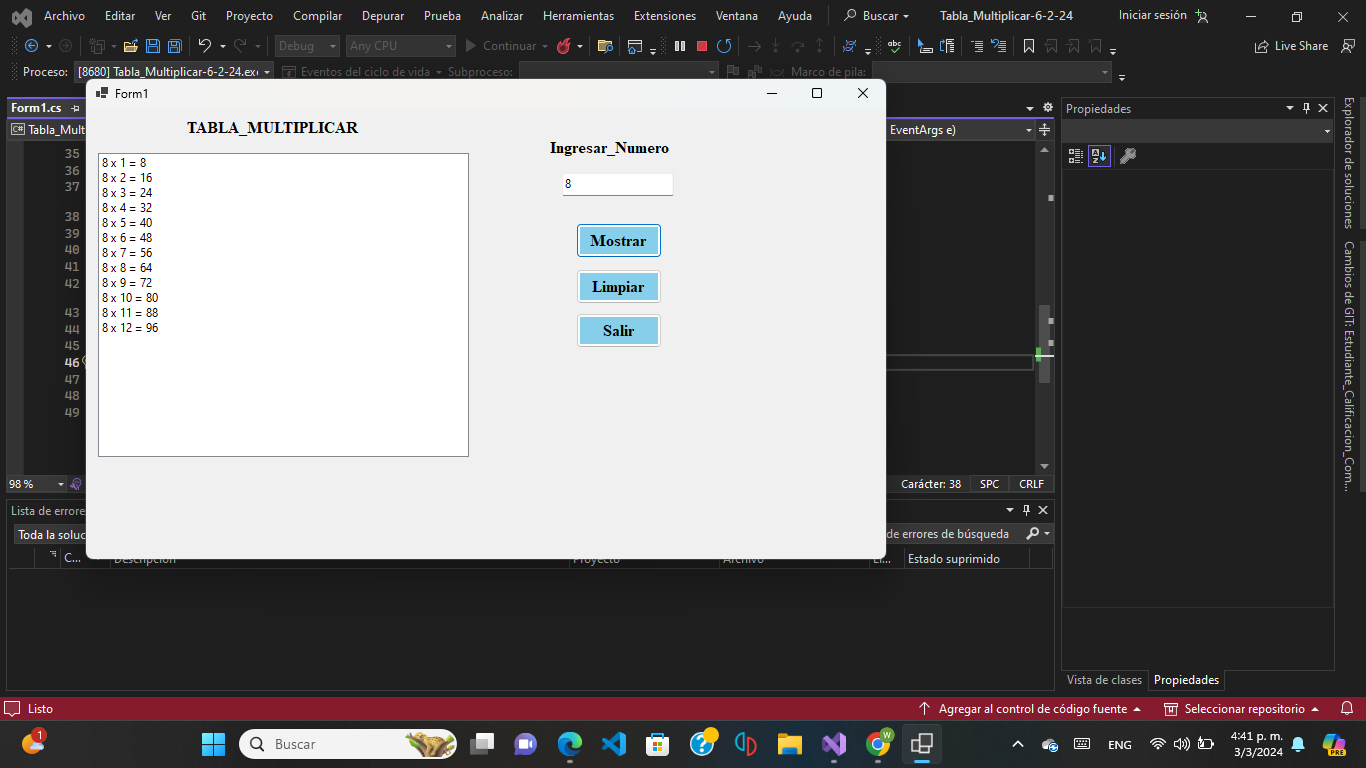 Archivo Editar Ver Git Proyecto Compilar Depurar Prueba Analizar Herramientas Extensiones Ventana Ayuda Buscar Tabla_Multiplicar-6-2-24 Iniciar sesión
Debug Any CPU Continuar Live Share
Proceso: [8680] Tabla_Multiplicar-6-2-24.exe Eventos del ciclo de vida Subproceso: Marco de pila:
Form1
Form1.cs
Propiedades
Tabla_Mult
EventArgs e)
TABLA_MULTIPLICAR
Ingresar_Numero
8
8 x 1 = 8
8 x 2 = 16
8 x 3 = 24
8 x 4 = 32
8 x 5 = 40
8 x 6 = 48
8 x 7 = 56
8 x 8 = 64
8 x 9 = 72
8 x 10 = 80
8 x 11 = 88
8 x 12 = 96
Mostrar
Limpiar
Salir
35
36
37
38
39
40
41
42
43
44
45
46
47
48
49
98 %
Carácter: 38 SPC CRLF
Lista de errore
Toda la soluc
de errores de búsqueda
C... Descripción Proyecto Archivo Estado suprimido
Explorador de soluciones
Cambios de GIT: Estudiante_Calificacion_Com...
Vista de clases Propiedades
Listo
Agregar al control de código fuente Seleccionar repositorio
1
Buscar
W
ENG
4:41 p. m.
3/3/2024
PRE